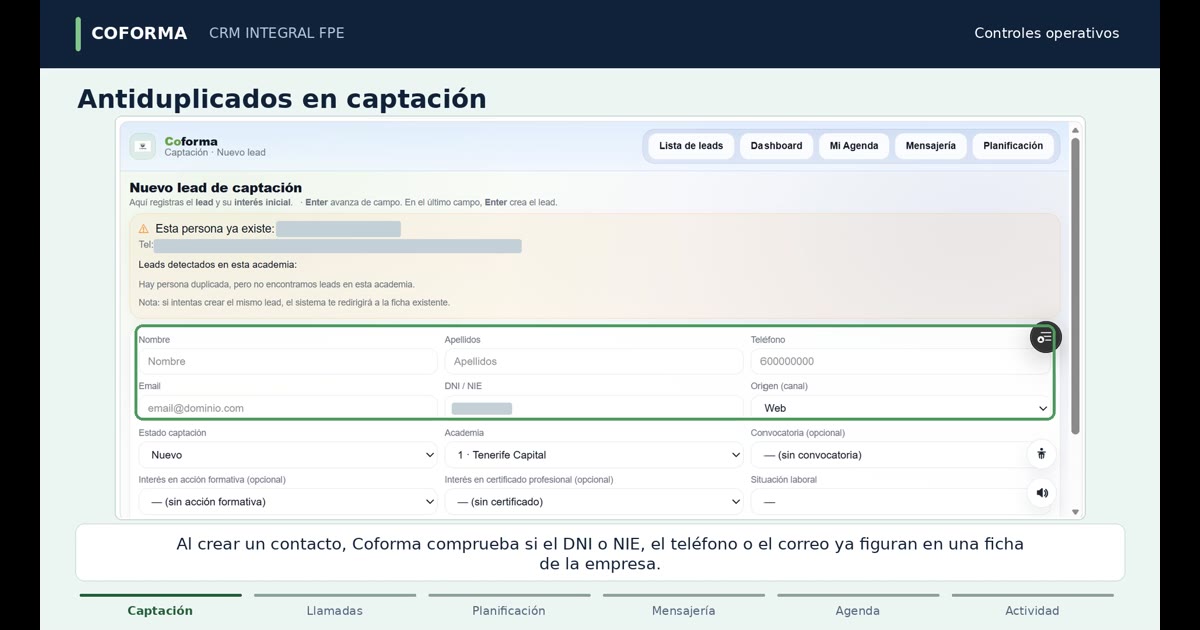 COFORMA CRM INTEGRAL FPE Controles operativos
Antiduplicados en captación
Coforma
Captación · Nuevo lead
Lista de leads Dashboard Mi Agenda Mensajería Planificación
Nuevo lead de captación
Aquí registras el lead y su interés inicial. · Enter avanza de campo. En el último campo, Enter crea el lead.
⚠ Esta persona ya existe:
Tel:
Leads detectados en esta academia:
Hay persona duplicada, pero no encontramos leads en esta academia.
Nota: si intentas crear el mismo lead, el sistema te redirigirá a la ficha existente.
Nombre Apellidos Teléfono
Nombre Apellidos 600000000
Email DNI / NIE Origen (canal)
email@dominio.com Web
Estado captación Academia Convocatoria (opcional)
Nuevo 1 · Tenerife Capital — (sin convocatoria)
Interés en acción formativa (opcional) Interés en certificado profesional (opcional) Situación laboral
— (sin acción formativa) — (sin certificado) —
Al crear un contacto, Coforma comprueba si el DNI o NIE, el teléfono o el correo ya figuran en una ficha
de la empresa.
Captación Llamadas Planificación Mensajería Agenda Actividad